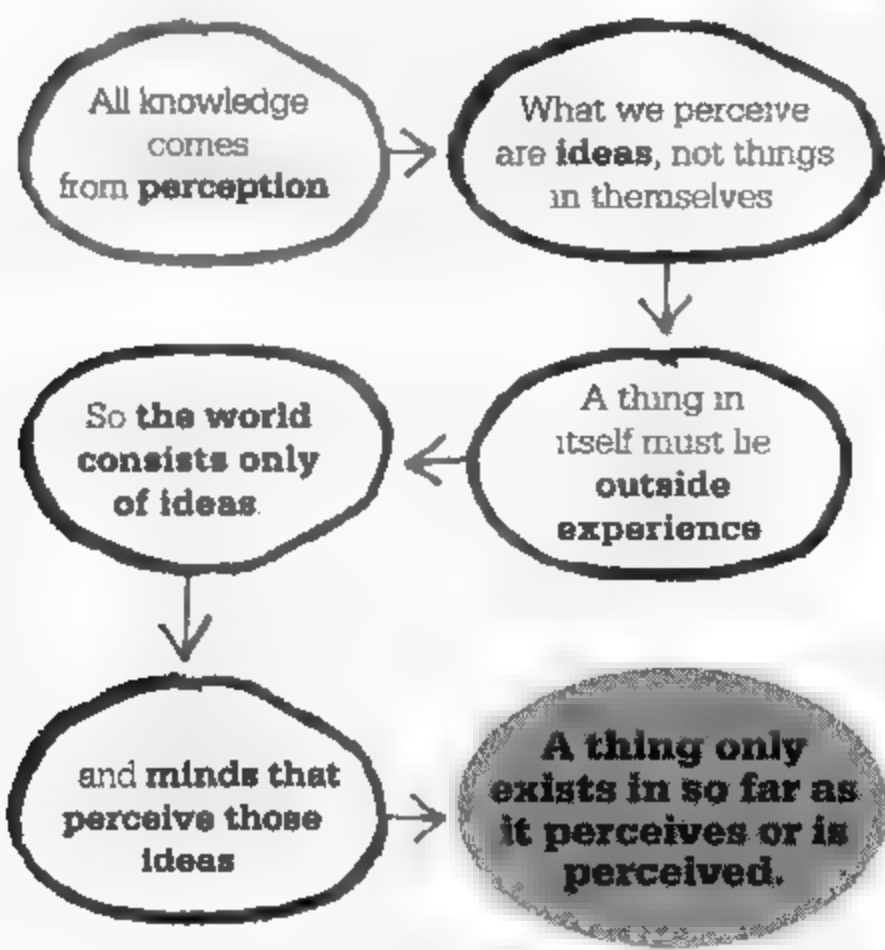 All knowledge
comes
from perception
What we perceive
are ideas, not things
in themselves
A thing in
itself must be
outside
experience
So the world
consists only
of ideas
and minds that
perceive those
ideas
A thing only
exists in so far as
it perceives or is
perceived.